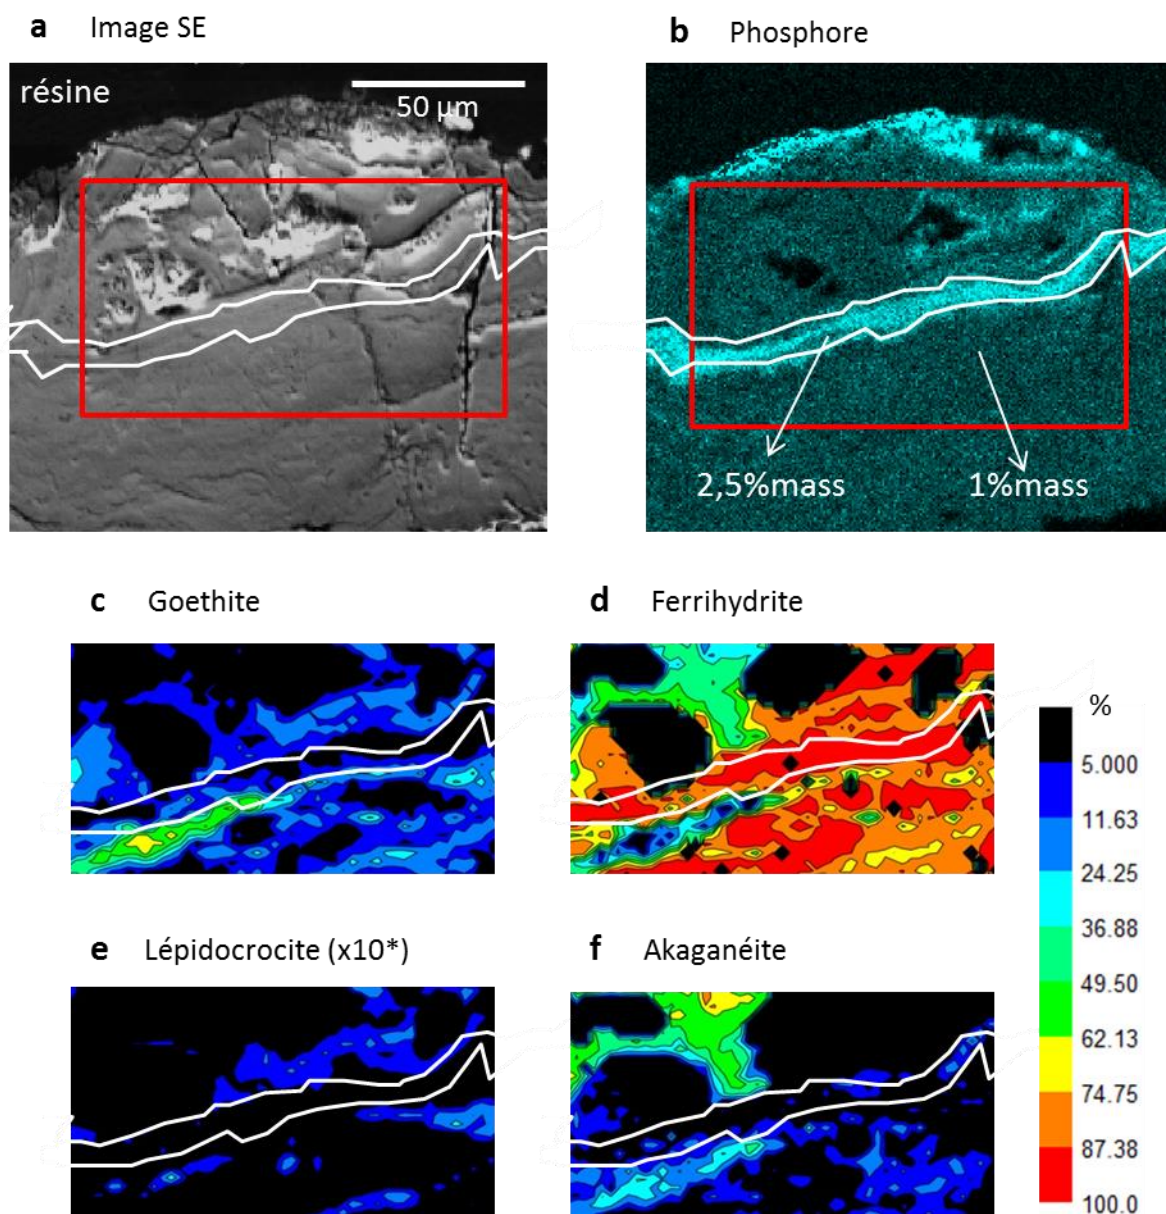 a Image SE
b Phosphore
résine
50 µm
2,5%mass
1%mass
c Goethite
d Ferrihydrite
%
5.000
11.63
24.25
36.88
49.50
62.13
74.75
87.38
100.0
e Lépidocrocite (x10*)
f Akaganéite